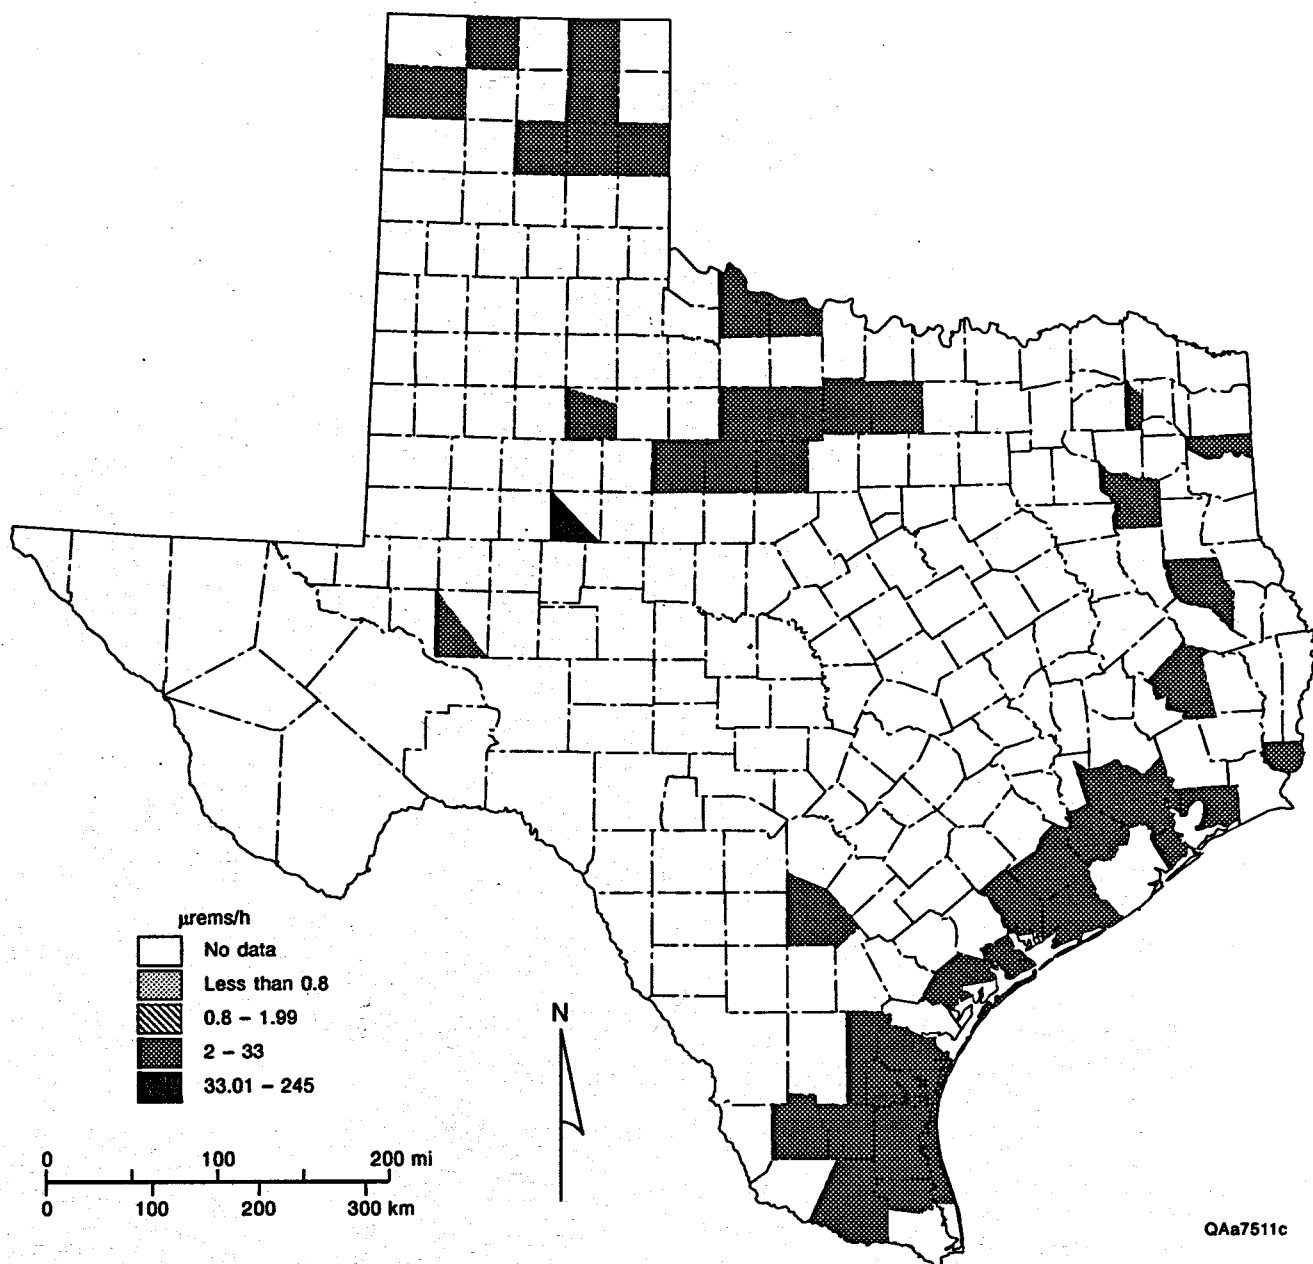 μrems/h
No data
Less than 0.8
0.8 – 1.99
2 – 33
33.01 – 245
N
0 100 200 mi
0 100 200 300 km
QAa7511c